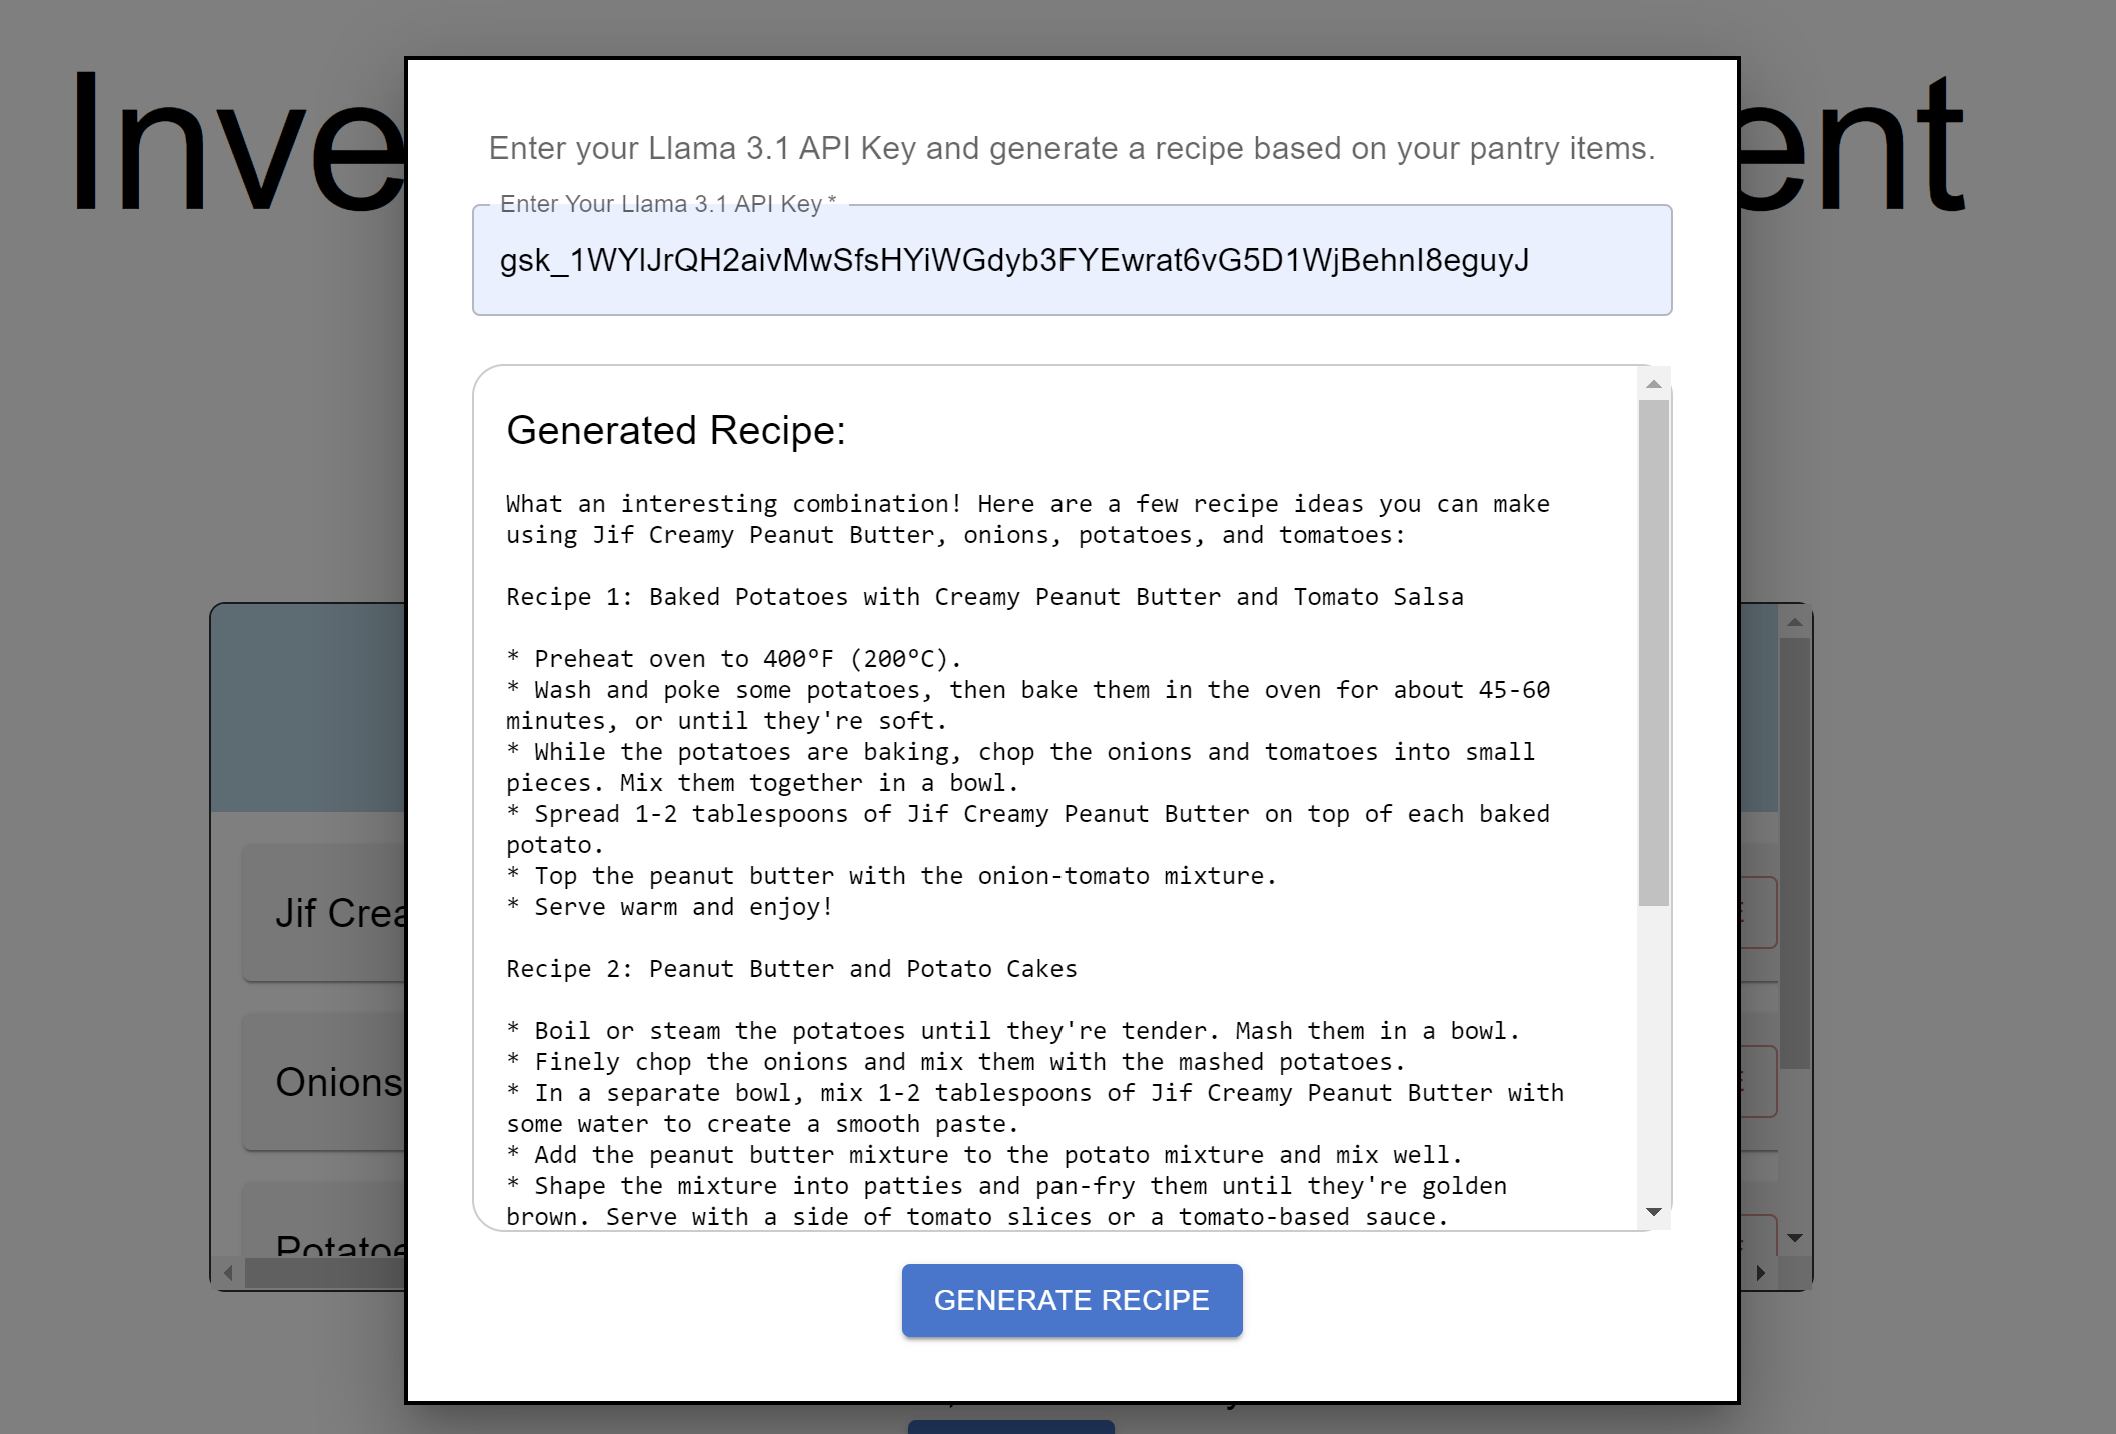 Inve
ent
Enter your Llama 3.1 API Key and generate a recipe based on your pantry items.
Enter Your Llama 3.1 API Key *
Generated Recipe:
What an interesting combination! Here are a few recipe ideas you can make
using Jif Creamy Peanut Butter, onions, potatoes, and tomatoes:
Recipe 1: Baked Potatoes with Creamy Peanut Butter and Tomato Salsa
* Preheat oven to 400°F (200°C).
* Wash and poke some potatoes, then bake them in the oven for about 45-60
minutes, or until they're soft.
* While the potatoes are baking, chop the onions and tomatoes into small
pieces. Mix them together in a bowl.
* Spread 1-2 tablespoons of Jif Creamy Peanut Butter on top of each baked
potato.
* Top the peanut butter with the onion-tomato mixture.
* Serve warm and enjoy!
Recipe 2: Peanut Butter and Potato Cakes
* Boil or steam the potatoes until they're tender. Mash them in a bowl.
* Finely chop the onions and mix them with the mashed potatoes.
* In a separate bowl, mix 1-2 tablespoons of Jif Creamy Peanut Butter with
some water to create a smooth paste.
* Add the peanut butter mixture to the potato mixture and mix well.
* Shape the mixture into patties and pan-fry them until they're golden
brown. Serve with a side of tomato slices or a tomato-based sauce.
Jif Crea
Onions
Potatoe
GENERATE RECIPE